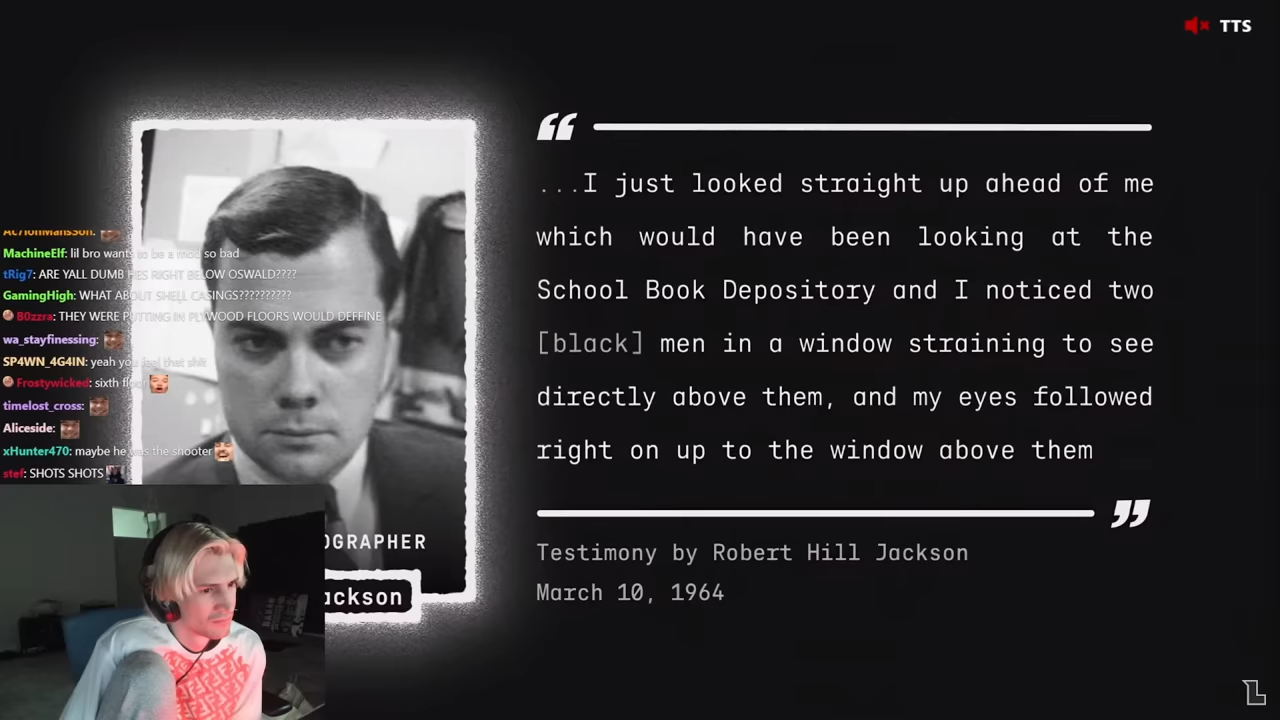 TTS
...I just looked straight up ahead of me
which would have been looking at the
School Book Depository and I noticed two
[black] men in a window straining to see
directly above them, and my eyes followed
right on up to the window above them
Testimony by Robert Hill Jackson
March 10, 1964
OGRAPHER
ackson
Ac7ionMansSon:
MachineElf: lil bro wants to be a mod so bad
tRig7: ARE YALL DUMB HES RIGHT BELOW OSWALD????
GamingHigh: WHAT ABOUT SHELL CASINGS??????????
B0zzra: THEY WERE PUTTING IN PLYWOOD FLOORS WOULD DEFFINE
wa_stayfinessing:
SP4WN_4G4IN: yeah you feel that shit
Frostywicked: sixth floor
timelost_cross:
Aliceside:
xHunter470: maybe he was the shooter
stef: SHOTS SHOTS